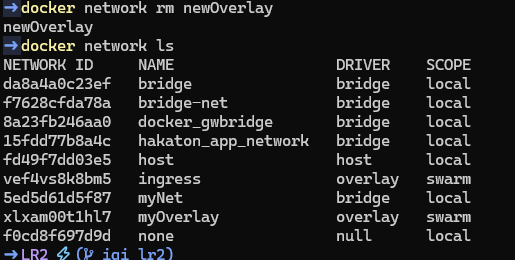 →docker network rm newOverlay
newOverlay
→docker network ls
NETWORK ID NAME DRIVER SCOPE
da8a4a0c23ef bridge bridge local
f7628cfda78a bridge-net bridge local
8a23fb246aa0 docker_gwbridge bridge local
15fdd77b8a4c hakaton_app_network bridge local
fd49f7dd03e5 host host local
vef4vs8k8bm5 ingress overlay swarm
5ed5d61d5f87 myNet bridge local
xlxam00t1hl7 myOverlay overlay swarm
f0cd8f697d9d none null local
→LR2 ⚡( igi lr2)